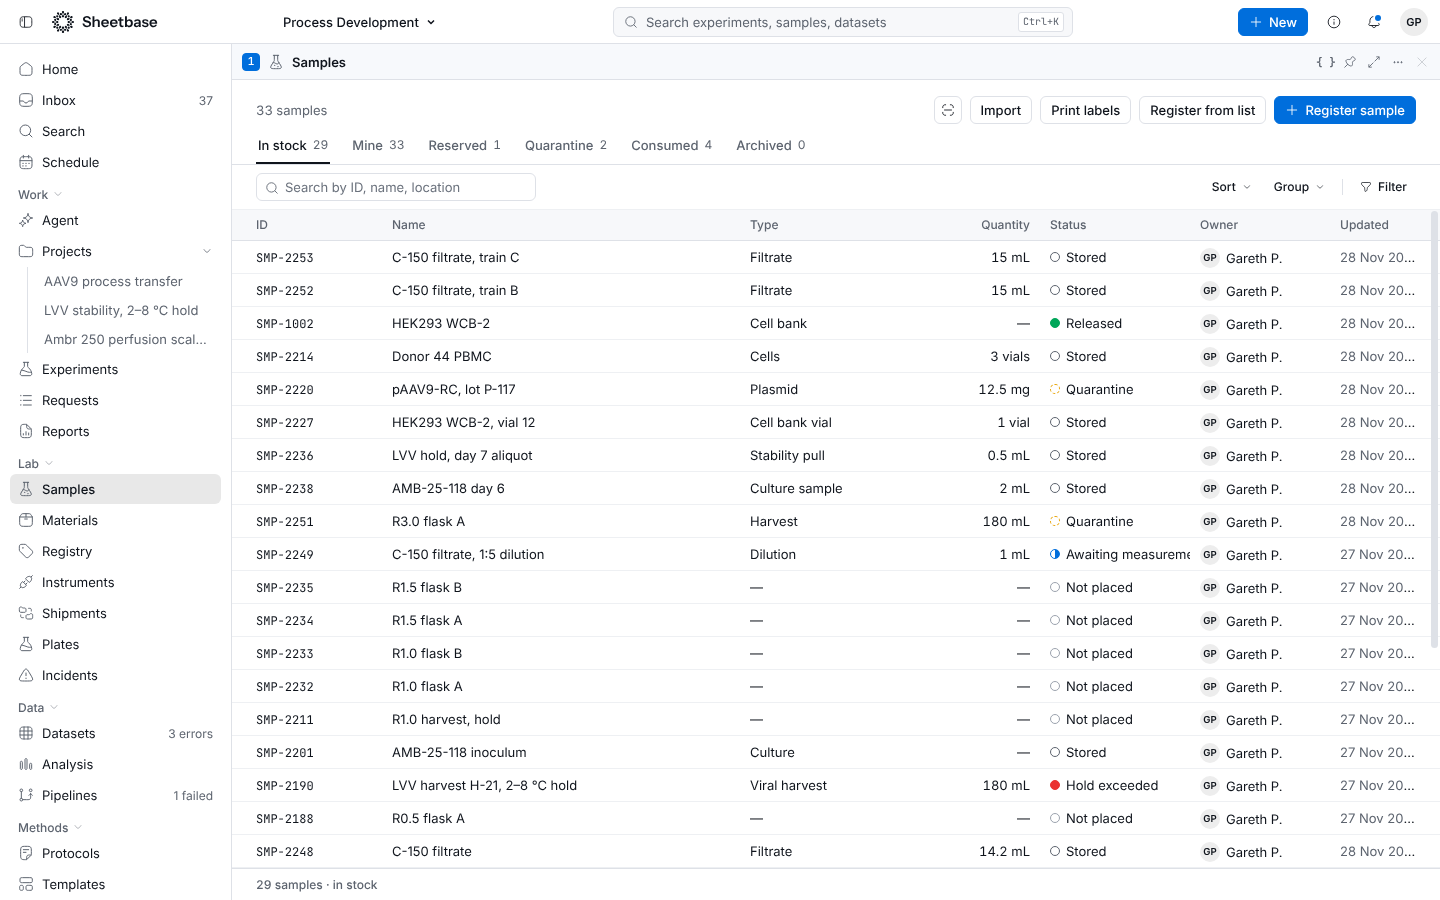 Sheetbase
Process Development
Search experiments, samples, datasets
Ctrl+K
New
GP
Home
Inbox 37
Search
Schedule
Work
Agent
Projects
AAV9 process transfer
LVV stability, 2–8 °C hold
Ambr 250 perfusion scal...
Experiments
Requests
Reports
Lab
Samples
Materials
Registry
Instruments
Shipments
Plates
Incidents
Data
Datasets 3 errors
Analysis
Pipelines 1 failed
Methods
Protocols
Templates
1 Samples
{ }
33 samples
Import
Print labels
Register from list
Register sample
In stock 29 Mine 33 Reserved 1 Quarantine 2 Consumed 4 Archived 0
Search by ID, name, location
Sort Group Filter
ID Name Type Quantity Status Owner Updated
SMP-2253 C-150 filtrate, train C Filtrate 15 mL Stored GP Gareth P. 28 Nov 20...
SMP-2252 C-150 filtrate, train B Filtrate 15 mL Stored GP Gareth P. 28 Nov 20...
SMP-1002 HEK293 WCB-2 Cell bank — Released GP Gareth P. 28 Nov 20...
SMP-2214 Donor 44 PBMC Cells 3 vials Stored GP Gareth P. 28 Nov 20...
SMP-2220 pAAV9-RC, lot P-117 Plasmid 12.5 mg Quarantine GP Gareth P. 28 Nov 20...
SMP-2227 HEK293 WCB-2, vial 12 Cell bank vial 1 vial Stored GP Gareth P. 28 Nov 20...
SMP-2236 LVV hold, day 7 aliquot Stability pull 0.5 mL Stored GP Gareth P. 28 Nov 20...
SMP-2238 AMB-25-118 day 6 Culture sample 2 mL Stored GP Gareth P. 28 Nov 20...
SMP-2251 R3.0 flask A Harvest 180 mL Quarantine GP Gareth P. 28 Nov 20...
SMP-2249 C-150 filtrate, 1:5 dilution Dilution 1 mL Awaiting measureme GP Gareth P. 27 Nov 20...
SMP-2235 R1.5 flask B — — Not placed GP Gareth P. 27 Nov 20...
SMP-2234 R1.5 flask A — — Not placed GP Gareth P. 27 Nov 20...
SMP-2233 R1.0 flask B — — Not placed GP Gareth P. 27 Nov 20...
SMP-2232 R1.0 flask A — — Not placed GP Gareth P. 27 Nov 20...
SMP-2211 R1.0 harvest, hold — — Not placed GP Gareth P. 27 Nov 20...
SMP-2201 AMB-25-118 inoculum Culture — Stored GP Gareth P. 27 Nov 20...
SMP-2190 LVV harvest H-21, 2–8 °C hold Viral harvest 180 mL Hold exceeded GP Gareth P. 27 Nov 20...
SMP-2188 R0.5 flask A — — Not placed GP Gareth P. 27 Nov 20...
SMP-2248 C-150 filtrate Filtrate 14.2 mL Stored GP Gareth P. 28 Nov 20...
29 samples · in stock